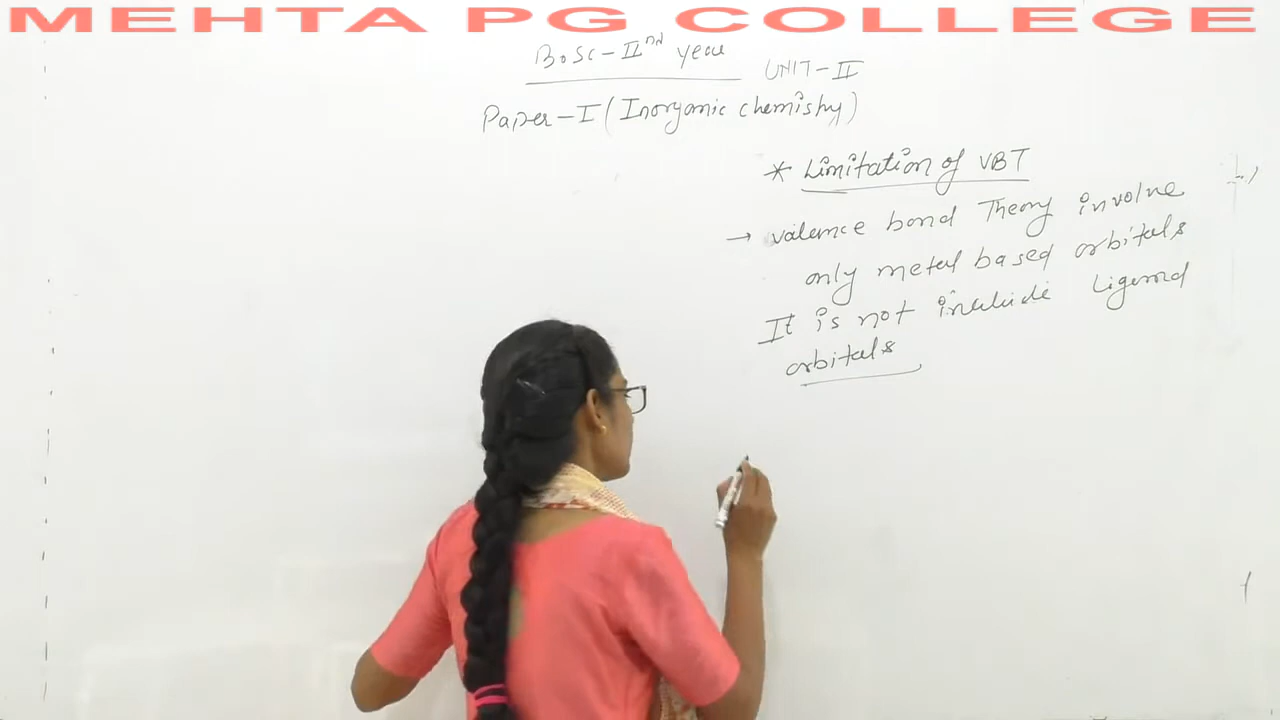 MEHTA PG COLLEGE
B.Sc-IInd year
UNIT-II
Paper-I (Inorganic chemistry)
* Limitation of VBT
→ valence bond Theory involve
only metal based orbitals
It is not include Ligand
orbitals